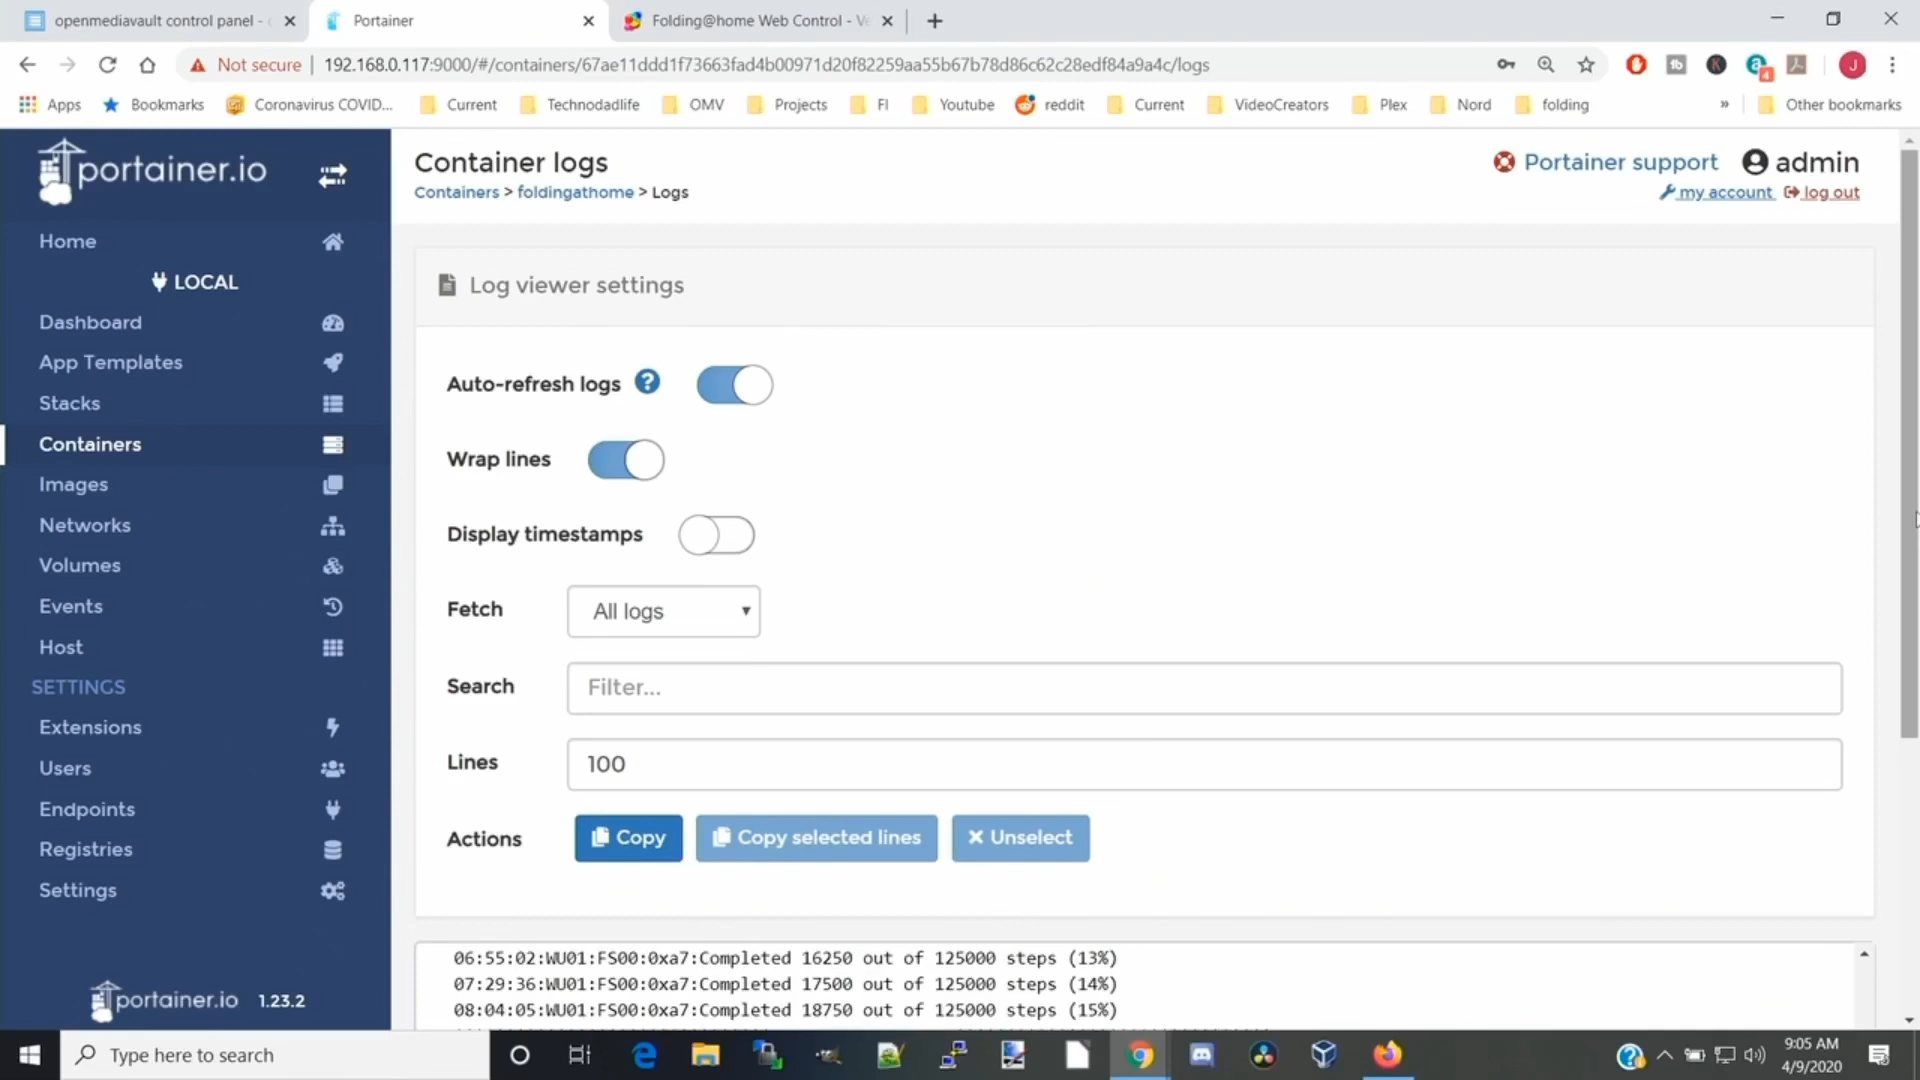 openmediavault control panel -
Portainer
Folding@home Web Control - Ve
Not secure
192.168.0.117:9000/#/containers/67ae11ddd1f73663fad4b00971d20f82259aa55b67b78d86c62c28edf84a9a4c/logs
tb
K
4
J
Apps
Bookmarks
Coronavirus COVID...
Current
Technodadlife
OMV
Projects
FI
Youtube
reddit
Current
VideoCreators
Plex
Nord
folding
»
Other bookmarks
portainer.io
Container logs
Containers > foldingathome > Logs
Portainer support
admin
my account
log out
Home
LOCAL
Dashboard
App Templates
Stacks
Containers
Images
Networks
Volumes
Events
Host
SETTINGS
Extensions
Users
Endpoints
Registries
Settings
portainer.io 1.23.2
Log viewer settings
Auto-refresh logs
Wrap lines
Display timestamps
Fetch All logs
Search Filter...
Lines 100
Actions Copy Copy selected lines Unselect
06:55:02:WU01:FS00:0xa7:Completed 16250 out of 125000 steps (13%)
07:29:36:WU01:FS00:0xa7:Completed 17500 out of 125000 steps (14%)
08:04:05:WU01:FS00:0xa7:Completed 18750 out of 125000 steps (15%)
Type here to search
9:05 AM
4/9/2020